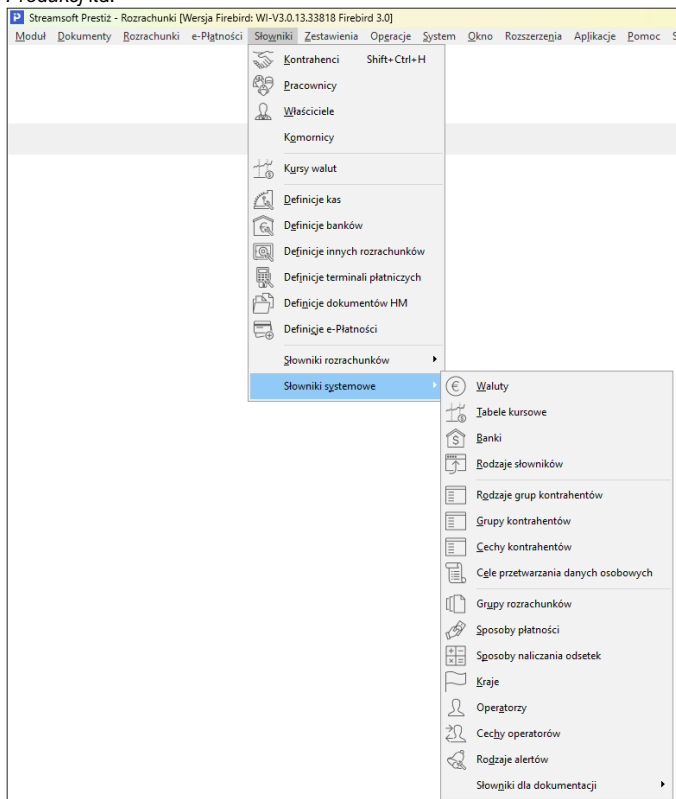 Streamsoft Prestiż - Rozrachunki [Wersja Firebird: WI-V3.0.13.33818 Firebird 3.0]
Moduł Dokumenty Rozrachunki e-Płatności Słowniki Zestawienia Operacje System Okno Rozszerzenia Aplikacje Pomoc S
Kontrahenci Shift+Ctrl+H
Pracownicy
Właściciele
Komornicy
Kursy walut
Definicje kas
Definicje banków
Definicje innych rozrachunków
Definicje terminali płatniczych
Definicje dokumentów HM
Definicje e-Płatności
Słowniki rozrachunków
Słowniki systemowe
Waluty
Tabele kursowe
Banki
Rodzaje słowników
Rodzaje grup kontrahentów
Grupy kontrahentów
Cechy kontrahentów
Cele przetwarzania danych osobowych
Grupy rozrachunków
Sposoby płatności
Sposoby naliczania odsetek
Kraje
Operatorzy
Cechy operatorów
Rodzaje alertów
Słowniki dla dokumentacji